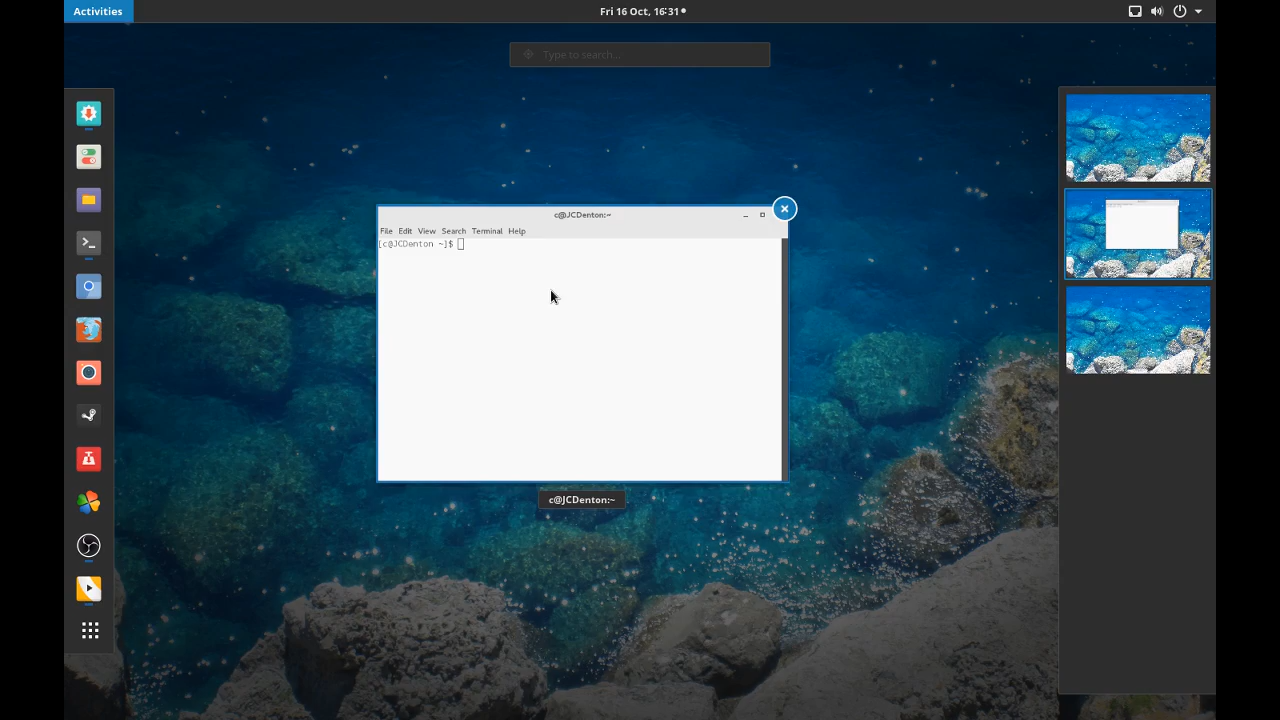 Activities
Fri 16 Oct, 16:31
Type to search...
c@JCDenton:~
File Edit View Search Terminal Help
[c@JCDenton ~]$
c@JCDenton:~